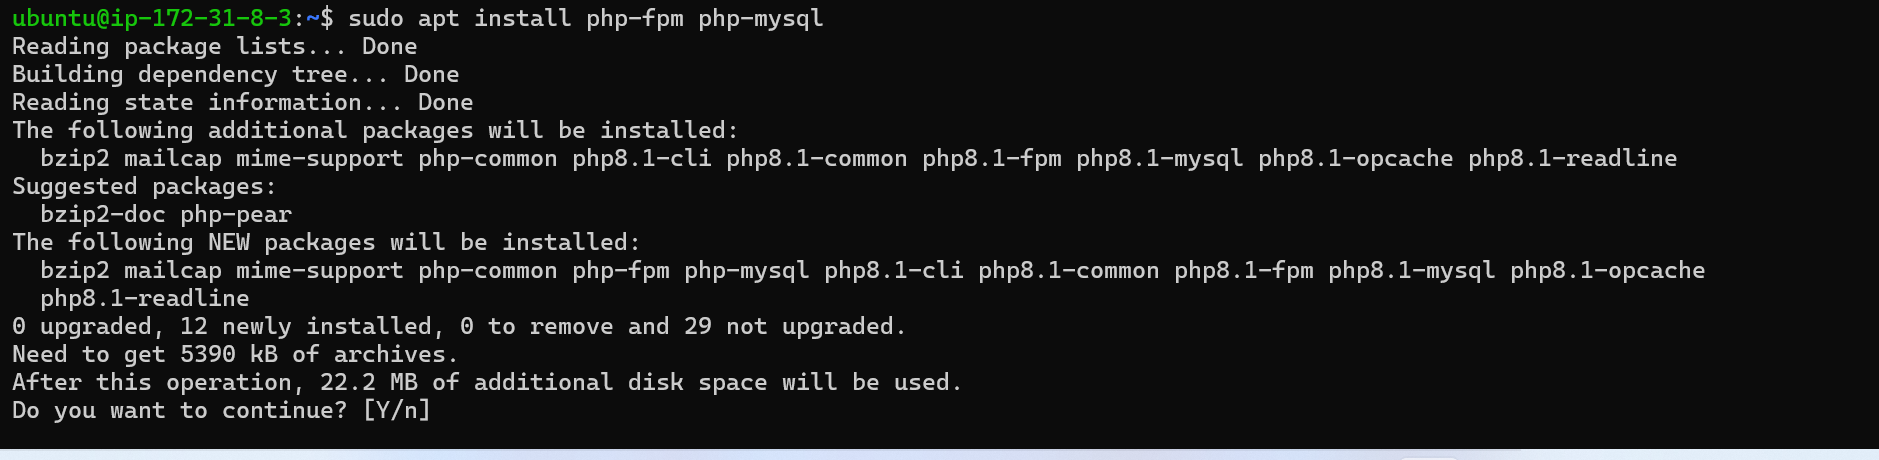 ubuntu@ip-172-31-8-3:~$ sudo apt install php-fpm php-mysql
Reading package lists... Done
Building dependency tree... Done
Reading state information... Done
The following additional packages will be installed:
  bzip2 mailcap mime-support php-common php8.1-cli php8.1-common php8.1-fpm php8.1-mysql php8.1-opcache php8.1-readline
Suggested packages:
  bzip2-doc php-pear
The following NEW packages will be installed:
  bzip2 mailcap mime-support php-common php-fpm php-mysql php8.1-cli php8.1-common php8.1-fpm php8.1-mysql php8.1-opcache
  php8.1-readline
0 upgraded, 12 newly installed, 0 to remove and 29 not upgraded.
Need to get 5390 kB of archives.
After this operation, 22.2 MB of additional disk space will be used.
Do you want to continue? [Y/n]